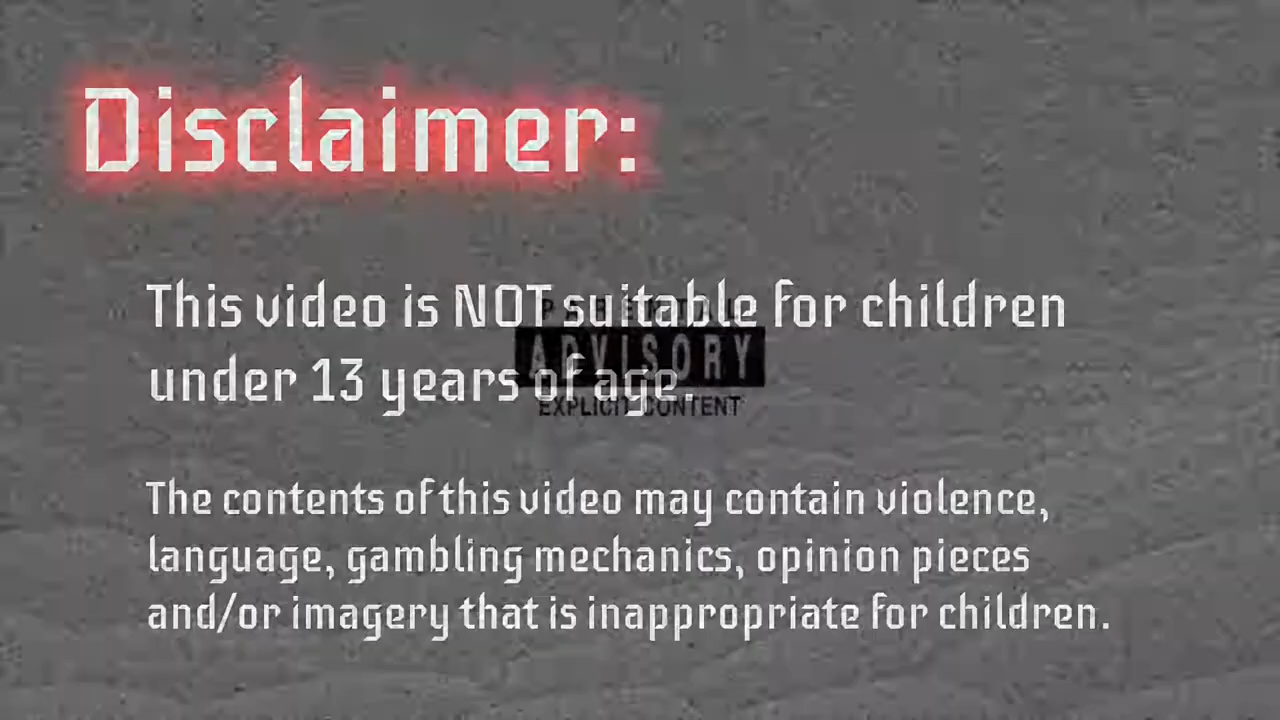 Disclaimer:
This video is NOT suitable for children
under 13 years of age.
PARENTAL
ADVISORY
EXPLICIT CONTENT
The contents of this video may contain violence,
language, gambling mechanics, opinion pieces
and/or imagery that is inappropriate for children.